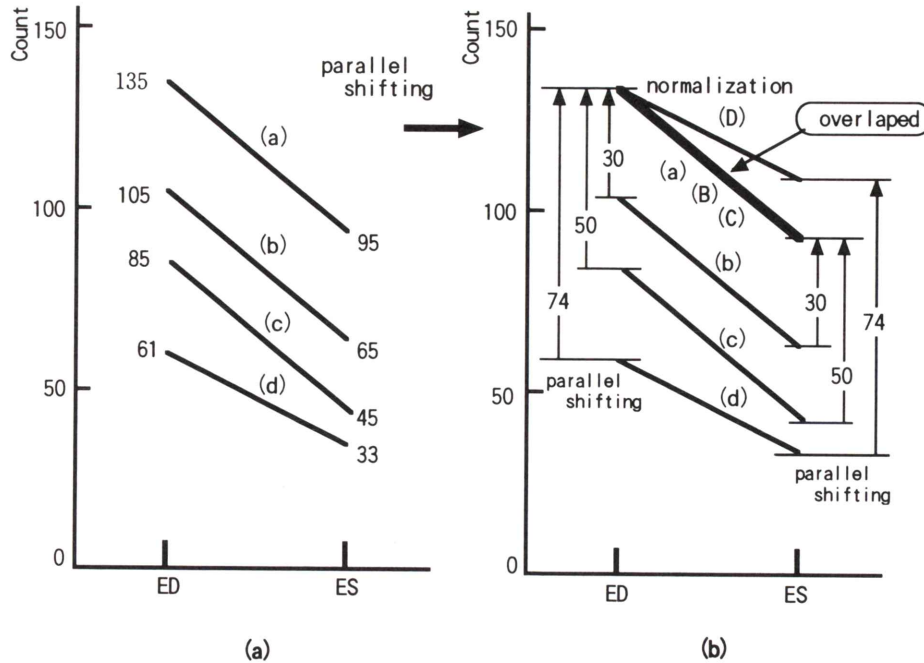 Count
150
135
(a)
105
100
(b)
95
85
(c)
65
61
50
(d)
45
33
0
ED
ES
(a)
parallel
shifting
Count
150
normalization
(D)
overlaped
30
(a)
(B)
(C)
100
50
(b)
74
30
74
(c)
50
50
parallel
shifting
(d)
parallel
shifting
0
ED
ES
(b)